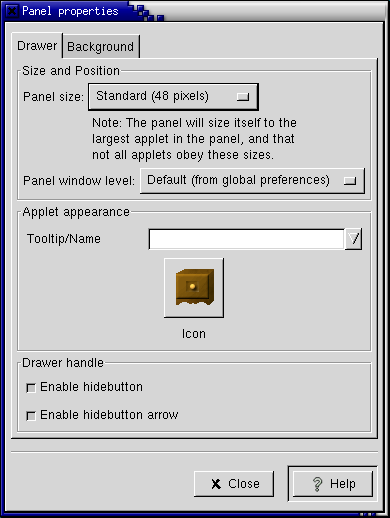 Panel properties
Drawer
Background
Size and Position
Panel size: Standard (48 pixels)
Note: The panel will size itself to the
largest applet in the panel, and that
not all applets obey these sizes.
Panel window level: Default (from global preferences)
Applet appearance
Tooltip/Name
Icon
Drawer handle
Enable hidebutton
Enable hidebutton arrow
Close
Help